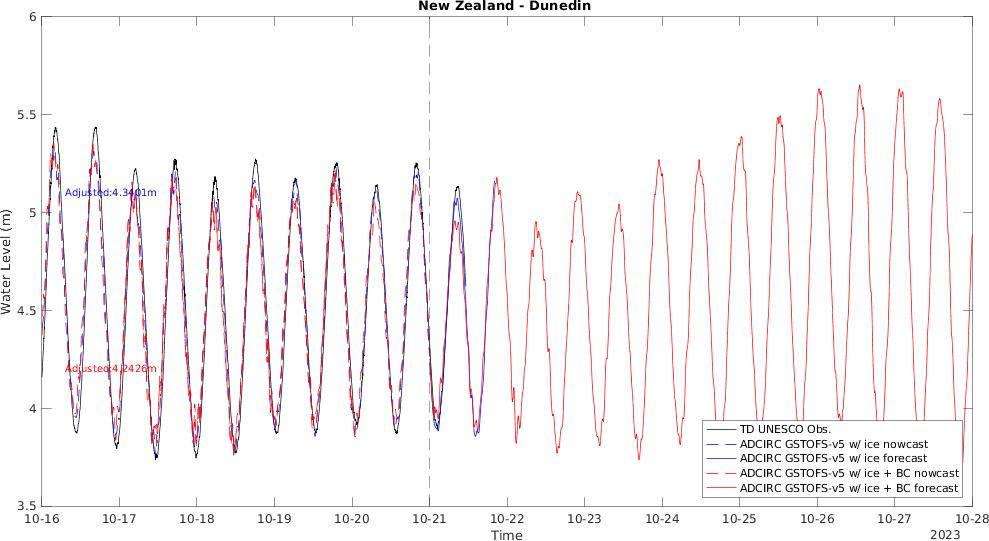 New Zealand - Dunedin
6
5.5
5
4.5
4
3.5
Water Level (m)
Adjusted:4.3401m
Adjusted:4.2426m
TD UNESCO Obs.
ADCIRC GSTOFS-v5 w/ ice nowcast
ADCIRC GSTOFS-v5 w/ ice forecast
ADCIRC GSTOFS-v5 w/ ice + BC nowcast
ADCIRC GSTOFS-v5 w/ ice + BC forecast
10-16 10-17 10-18 10-19 10-20 10-21 10-22 10-23 10-24 10-25 10-26 10-27 10-28
Time
2023